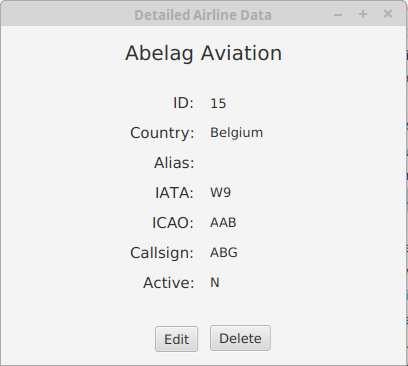 Detailed Airline Data
Abelag Aviation
ID: 15
Country: Belgium
Alias:
IATA: W9
ICAO: AAB
Callsign: ABG
Active: N
Edit Delete